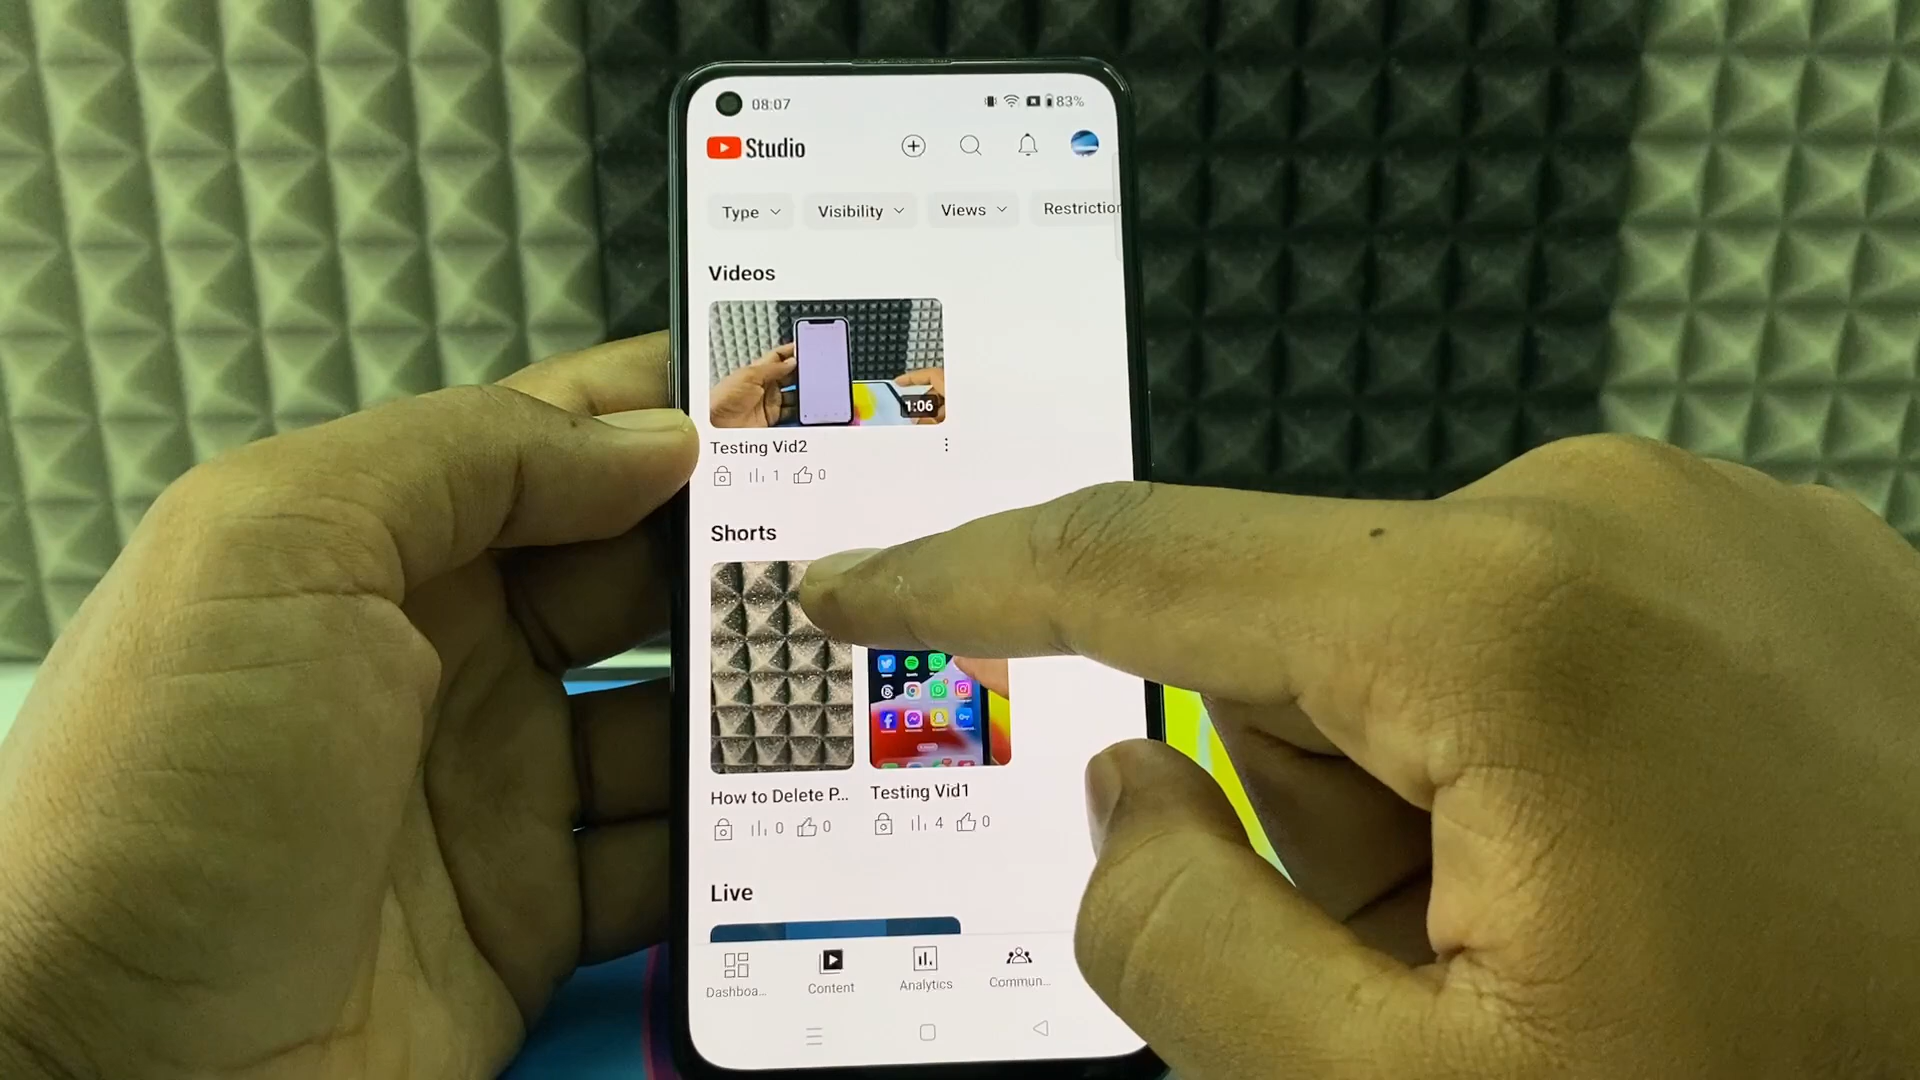 08:07
83%
Studio
Type
Visibility
Views
Restriction
Videos
1:06
Testing Vid2
1
0
Shorts
How to Delete P...
Testing Vid1
0
0
4
0
Live
Dashboa...
Content
Analytics
Commun...